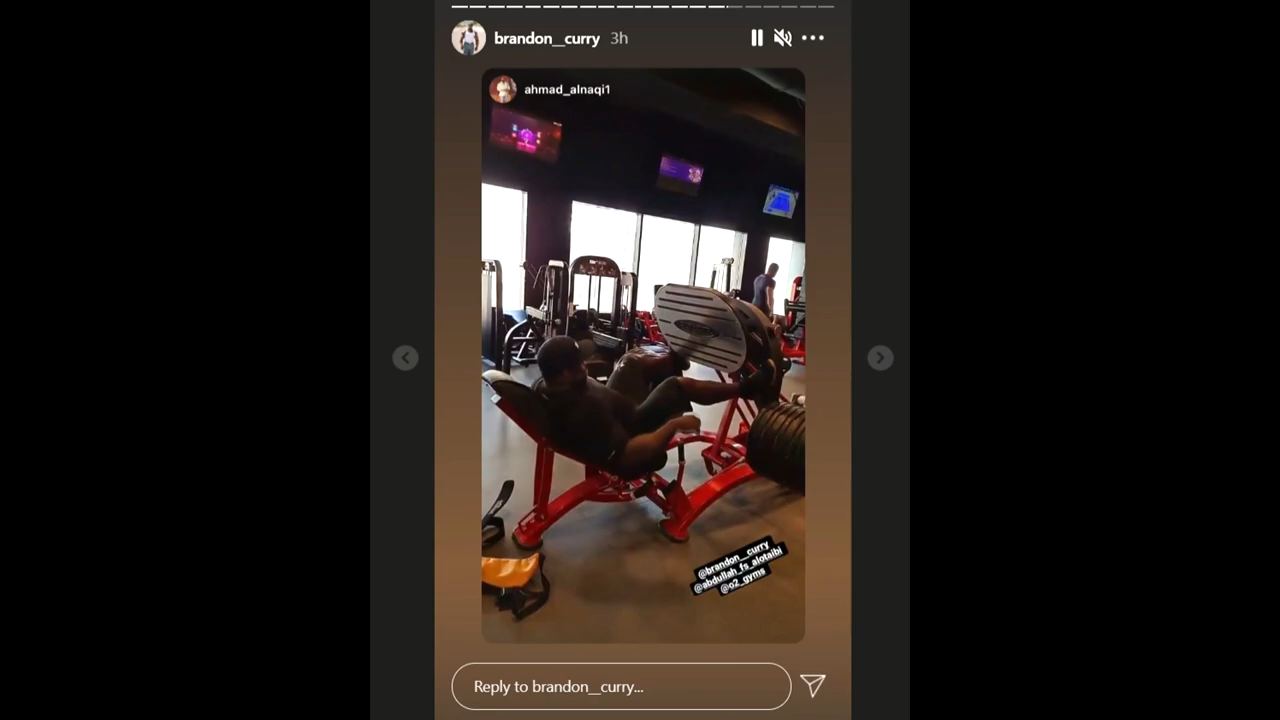 brandon__curry 3h
ahmad_alnaqi1
@brandon__curry
@abdullah_fs_alotaibi
@o2_gyms
Reply to brandon__curry...